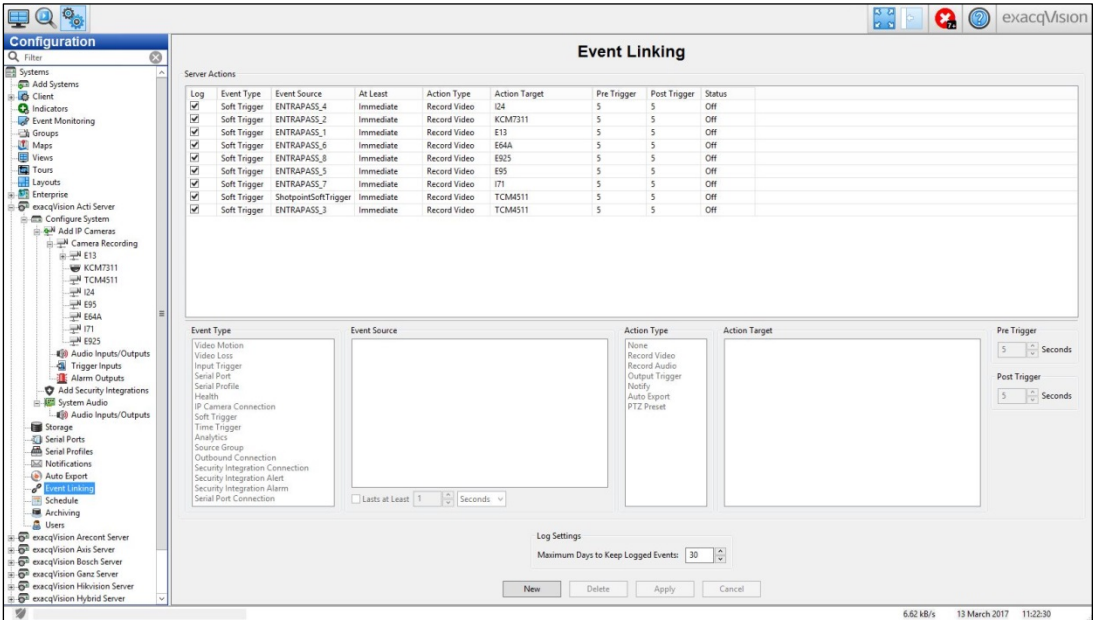 exacqVision
7+
Configuration
Filter
Systems
Add Systems
Client
Indicators
Event Monitoring
Groups
Maps
Views
Tours
Layouts
Enterprise
exacqVision Acti Server
Configure System
Add IP Cameras
Camera Recording
E13
KCM7311
TCM4511
I24
E95
E64A
I71
E925
Audio Inputs/Outputs
Trigger Inputs
Alarm Outputs
Add Security Integrations
System Audio
Audio Inputs/Outputs
Storage
Serial Ports
Serial Profiles
Notifications
Auto Export
Event Linking
Schedule
Archiving
Users
exacqVision Arecont Server
exacqVision Axis Server
exacqVision Bosch Server
exacqVision Ganz Server
exacqVision Hikvision Server
exacqVision Hybrid Server
Event Linking
Server Actions
Log Event Type Event Source At Least Action Type Action Target Pre Trigger Post Trigger Status
Soft Trigger ENTRAPASS_4 Immediate Record Video I24 5 5 Off
Soft Trigger ENTRAPASS_2 Immediate Record Video KCM7311 5 5 Off
Soft Trigger ENTRAPASS_1 Immediate Record Video E13 5 5 Off
Soft Trigger ENTRAPASS_6 Immediate Record Video E64A 5 5 Off
Soft Trigger ENTRAPASS_8 Immediate Record Video E925 5 5 Off
Soft Trigger ENTRAPASS_5 Immediate Record Video E95 5 5 Off
Soft Trigger ENTRAPASS_7 Immediate Record Video I71 5 5 Off
Soft Trigger ShotpointSoftTrigger Immediate Record Video TCM4511 5 5 Off
Soft Trigger ENTRAPASS_3 Immediate Record Video TCM4511 5 5 Off
Event Type
Video Motion
Video Loss
Input Trigger
Serial Port
Serial Profile
Health
IP Camera Connection
Soft Trigger
Time Trigger
Analytics
Source Group
Outbound Connection
Security Integration Connection
Security Integration Alert
Security Integration Alarm
Serial Port Connection
Event Source
Lasts at Least 1 Seconds
Action Type
None
Record Video
Record Audio
Output Trigger
Notify
Auto Export
PTZ Preset
Action Target
Pre Trigger
5 Seconds
Post Trigger
5 Seconds
Log Settings
Maximum Days to Keep Logged Events: 30
New Delete Apply Cancel
6.62 kB/s 13 March 2017 11:22:30